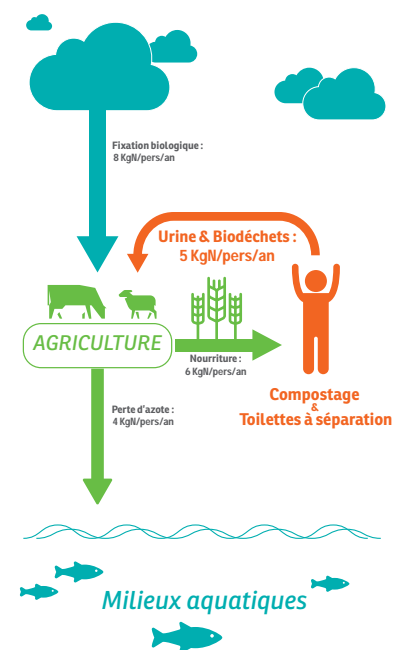 Fixation biologique :
8 KgN/pers/an
Urine & Biodéchets :
5 KgN/pers/an
AGRICULTURE
Nourriture :
6 KgN/pers/an
Compostage
&
Toilettes à séparation
Perte d'azote :
4 KgN/pers/an
Milieux aquatiques